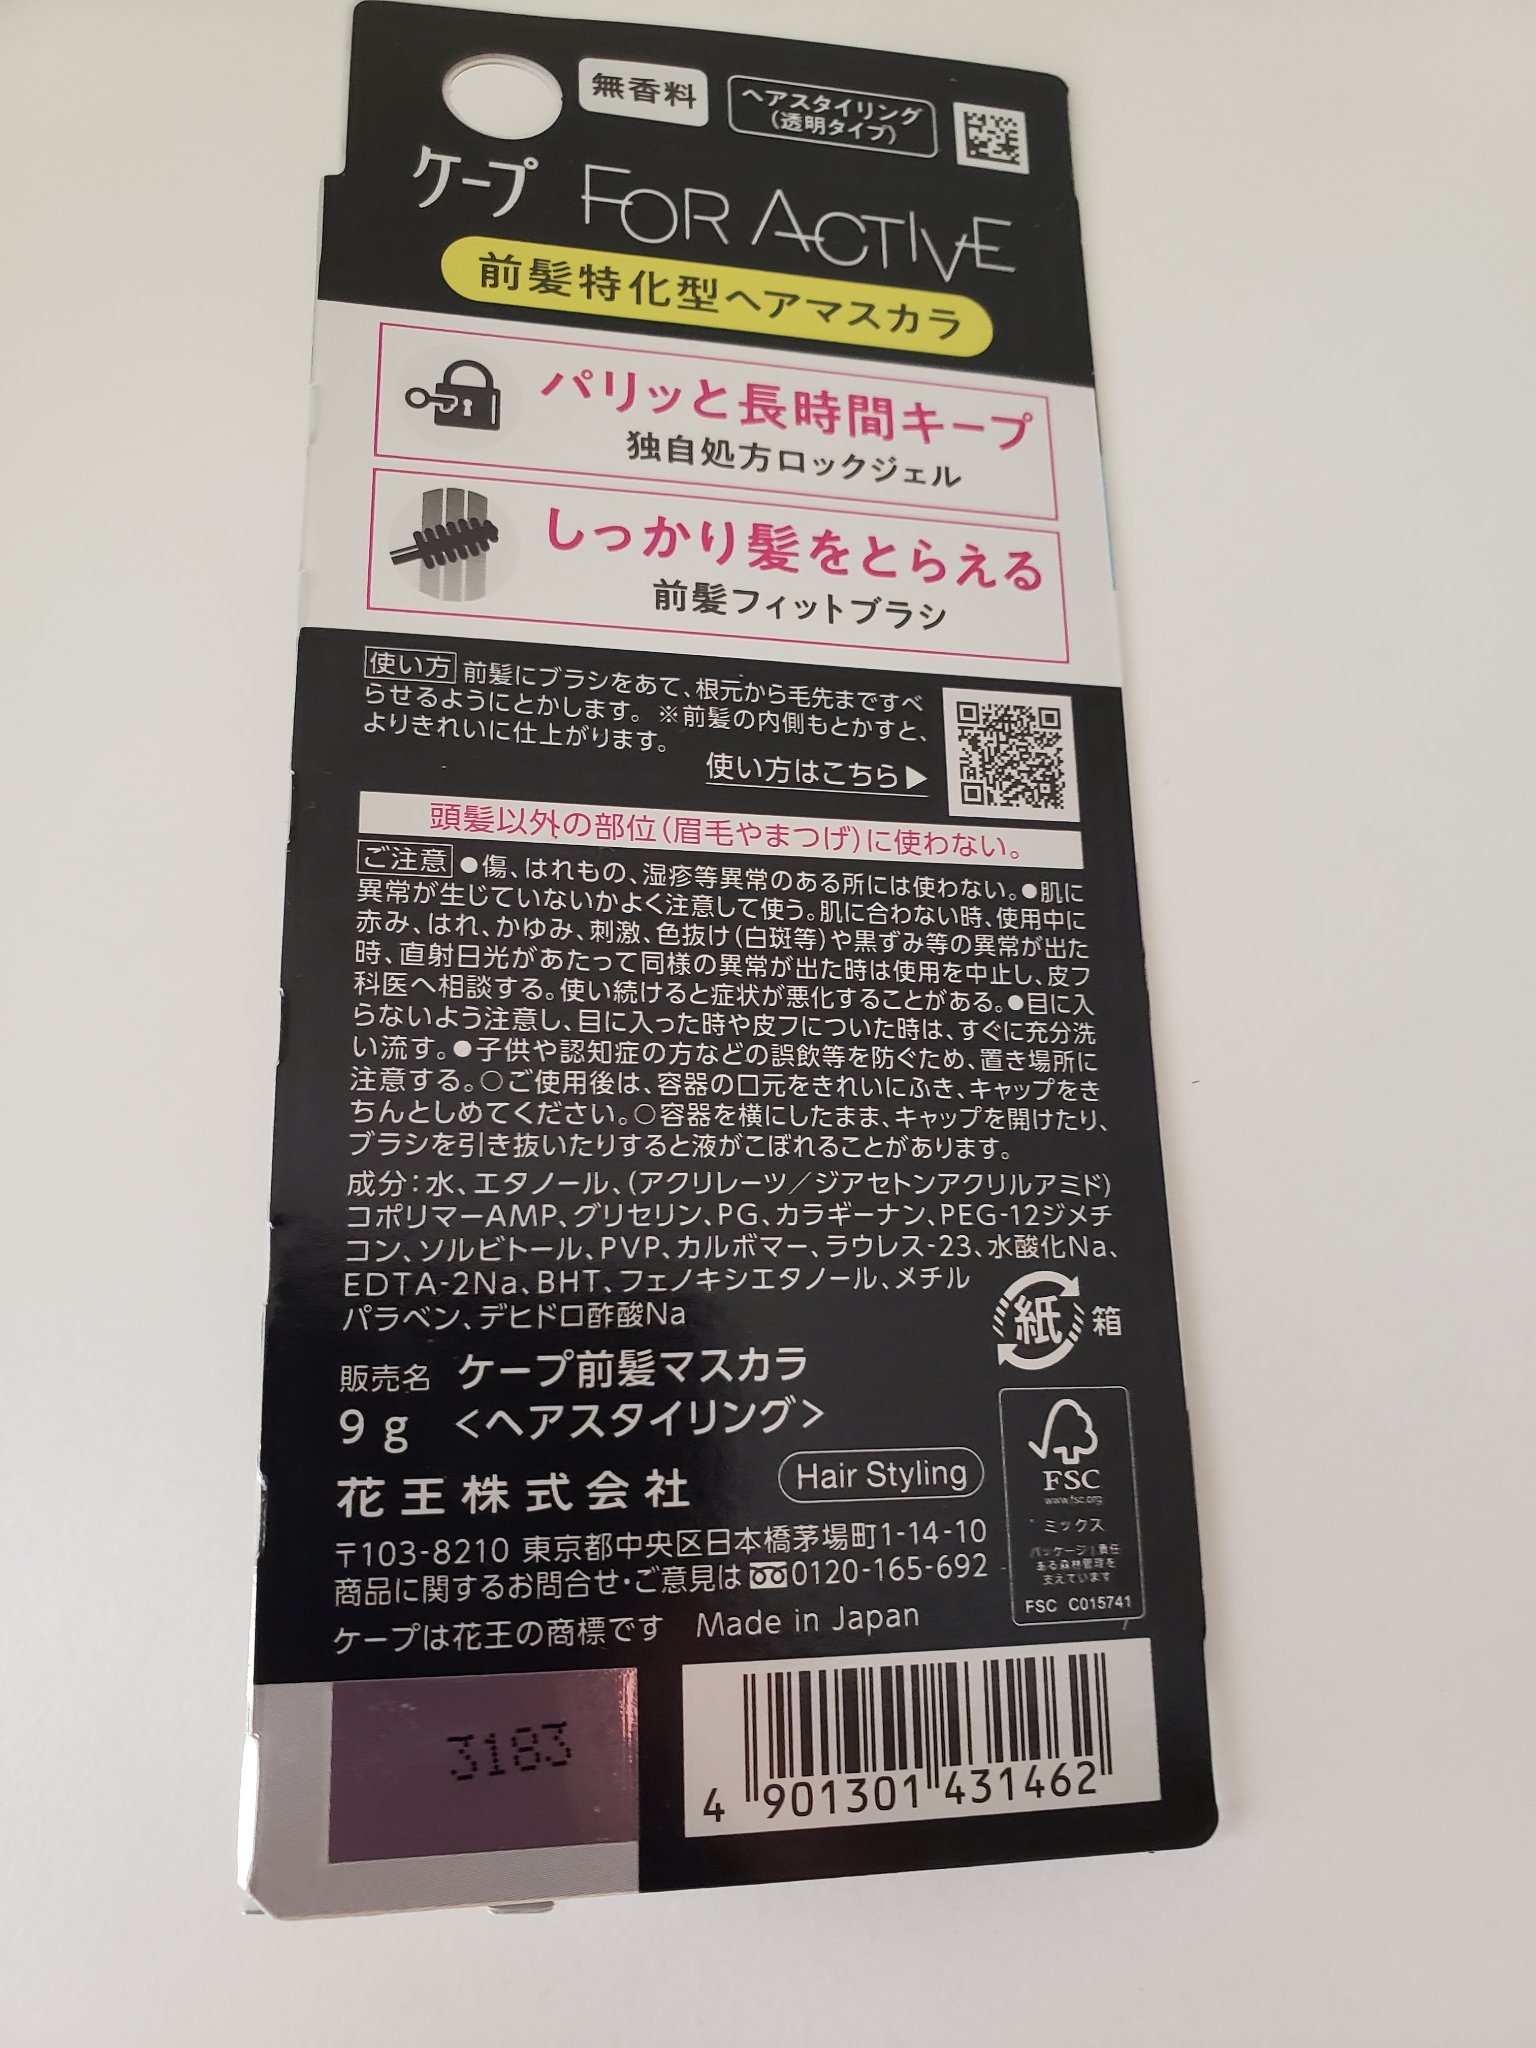 無香料
ヘアスタイリング
(透明タイプ)
ケープ FOR ACTIVE
前髪特化型ヘアマスカラ
パリッと長時間キープ
独自処方ロックジェル
しっかり髪をとらえる
前髪フィットブラシ
使い方 前髪にブラシをあて、根元から毛先まですべ
らせるようにとかします。 ※前髪の内側もとかすと、
よりきれいに仕上がります。
使い方はこちら▶
頭髪以外の部位(眉毛やまつげ)に使わない。
ご注意 ●傷、はれもの、湿疹等異常のある所には使わない。●肌に
異常が生じていないかよく注意して使う。肌に合わない時、使用中に
赤み、はれ、かゆみ、刺激、色抜け(白斑等)や黒ずみ等の異常が出た
時、直射日光があたって同様の異常が出た時は使用を中止し、皮フ
科医へ相談する。使い続けると症状が悪化することがある。●目に入
らないよう注意し、目に入った時や皮フについた時は、すぐに充分洗
い流す。●子供や認知症の方などの誤飲等を防ぐため、置き場所に
注意する。○ご使用後は、容器の口元をきれいにふき、キャップをき
ちんとしめてください。○容器を横にしたまま、キャップを開けたり、
ブラシを引き抜いたりすると液がこぼれることがあります。
成分:水、エタノール、(アクリレーツ/ジアセトンアクリルアミド)
コポリマーAMP、グリセリン、PG、カラギーナン、PEG-12ジメチ
コン、ソルビトール、PVP、カルボマー、ラウレス-23、水酸化Na、
EDTA-2Na、BHT、フェノキシエタノール、メチル
パラベン、デヒドロ酢酸Na
紙 箱
販売名 ケープ前髪マスカラ
9g <ヘアスタイリング>
花王株式会社
Hair Styling
〒103-8210 東京都中央区日本橋茅場町1-14-10
商品に関するお問合せ・ご意見は 0120-165-692
ケープは花王の商標です Made in Japan
FSC
www.fsc.org
ミックス
パッケージ|責任
ある森林管理を
支えています
FSC C015741
3183
4 901301 431462